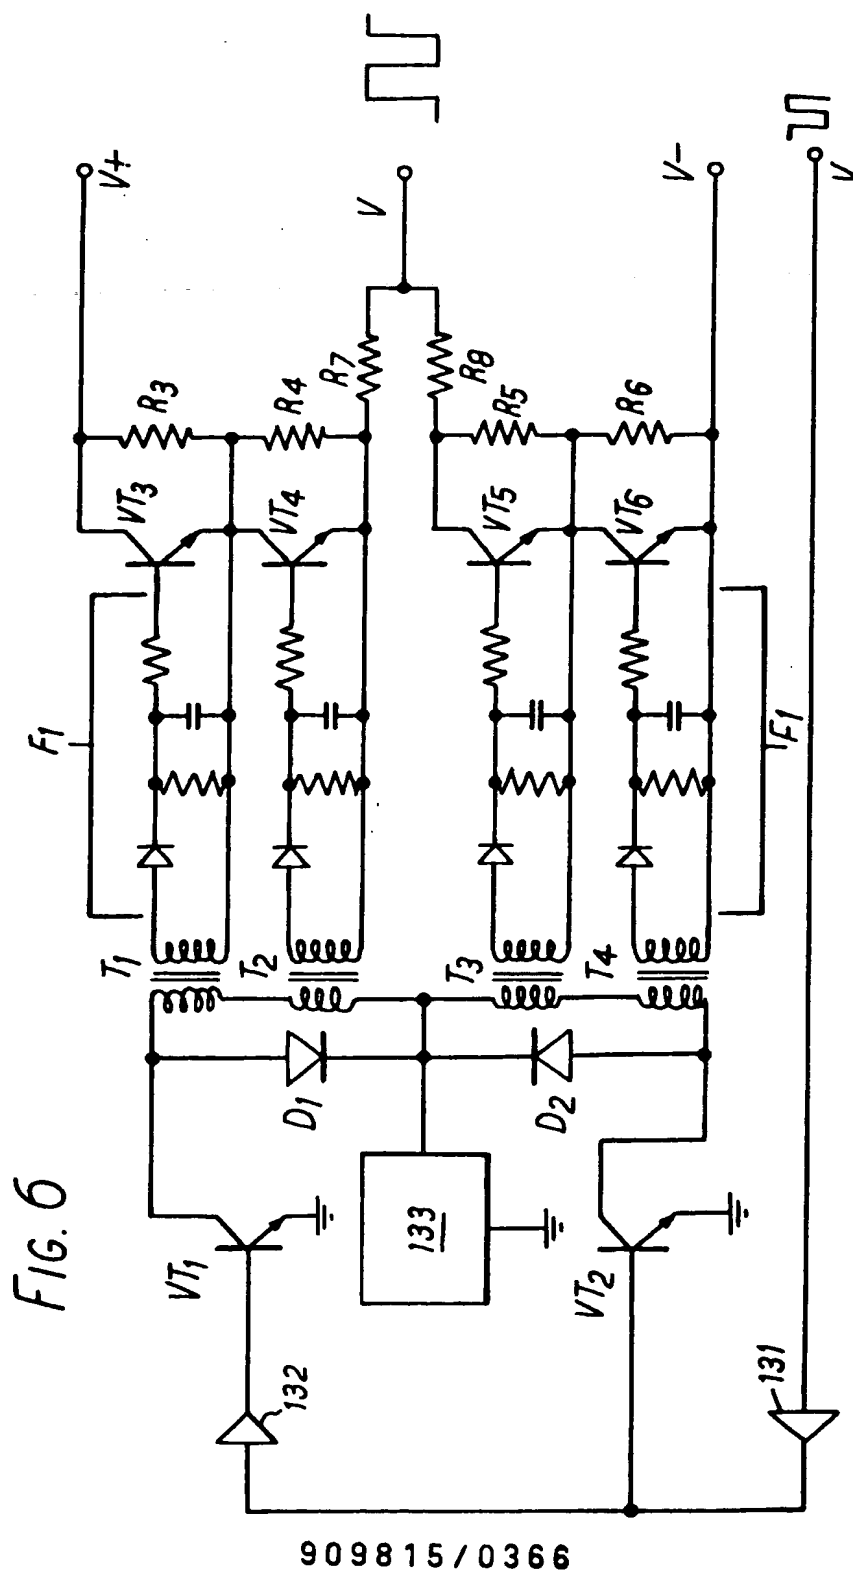 FIG. 6
V+
V
V-
V
R3
R4
R7
R8
R5
R6
VT3
VT4
VT5
VT6
F1
F1
T1
T2
T3
T4
D1
D2
VT1
133
VT2
132
131
909815/0366